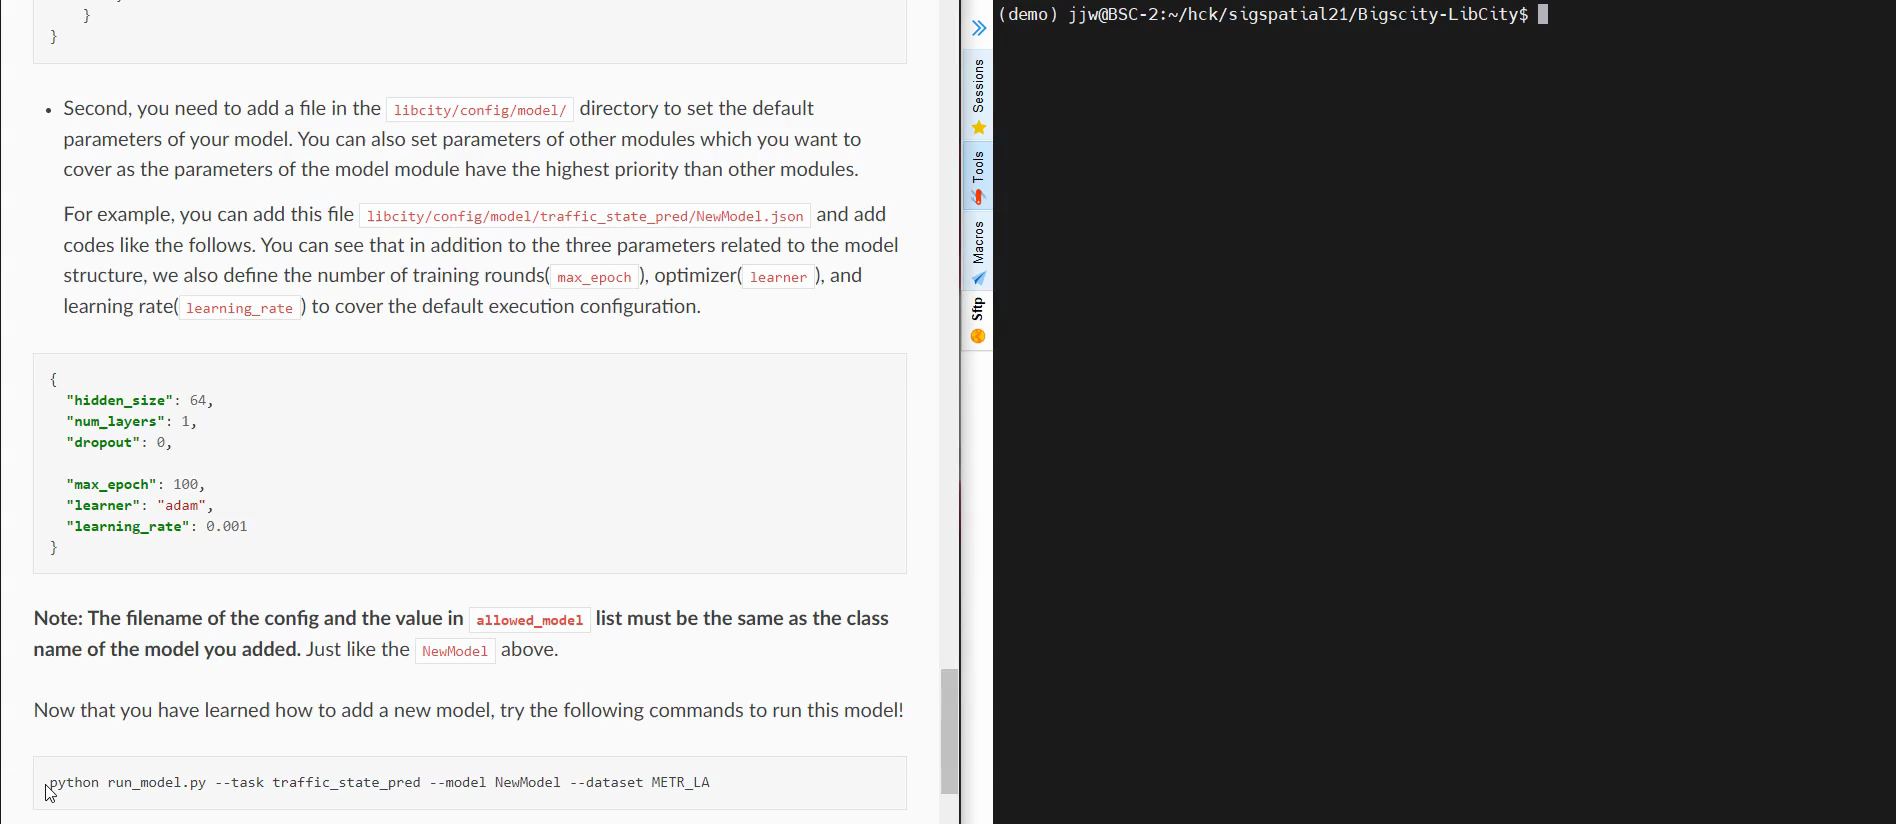 }
}
• Second, you need to add a file in the libcity/config/model/ directory to set the default
parameters of your model. You can also set parameters of other modules which you want to
cover as the parameters of the model module have the highest priority than other modules.
For example, you can add this file libcity/config/model/traffic_state_pred/NewModel.json and add
codes like the follows. You can see that in addition to the three parameters related to the model
structure, we also define the number of training rounds(max_epoch), optimizer(learner), and
learning rate(learning_rate) to cover the default execution configuration.
{
"hidden_size": 64,
"num_layers": 1,
"dropout": 0,
"max_epoch": 100,
"learner": "adam",
"learning_rate": 0.001
}
Note: The filename of the config and the value in allowed_model list must be the same as the class
name of the model you added. Just like the NewModel above.
Now that you have learned how to add a new model, try the following commands to run this model!
python run_model.py --task traffic_state_pred --model NewModel --dataset METR_LA
Sessions
Tools
Macros
Sftp
(demo) jjw@BSC-2:~/hck/sigspatial21/Bigscity-LibCity$